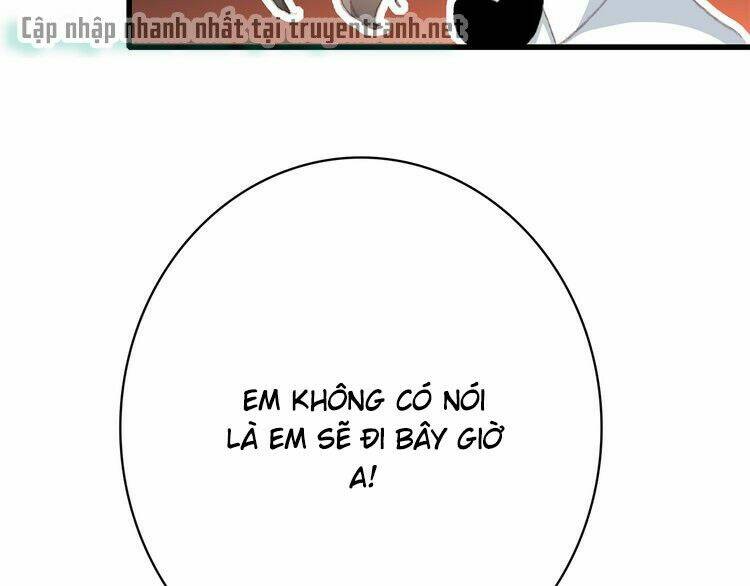 Cập nhập nhanh nhất tại truyentranh.net
EM KHÔNG CÓ NÓI
LÀ EM SẼ ĐI BÂY GIỜ
A!